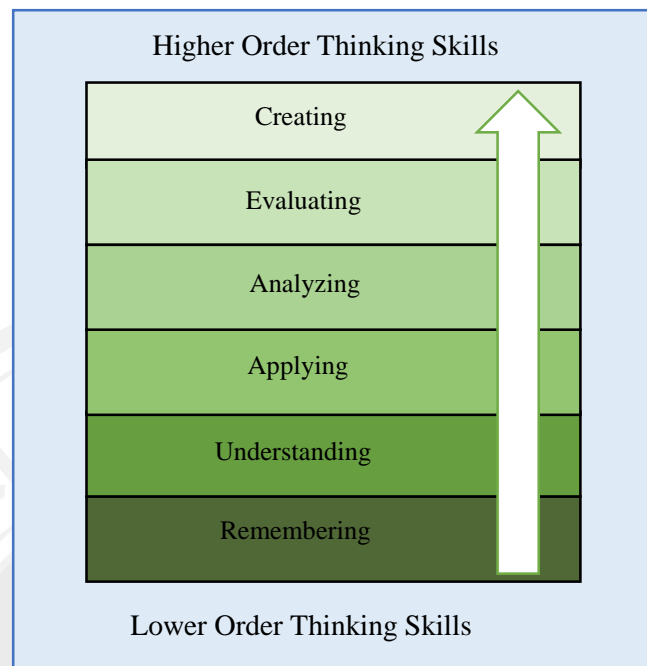 Higher Order Thinking Skills
Creating
Evaluating
Analyzing
Applying
Understanding
Remembering
Lower Order Thinking Skills